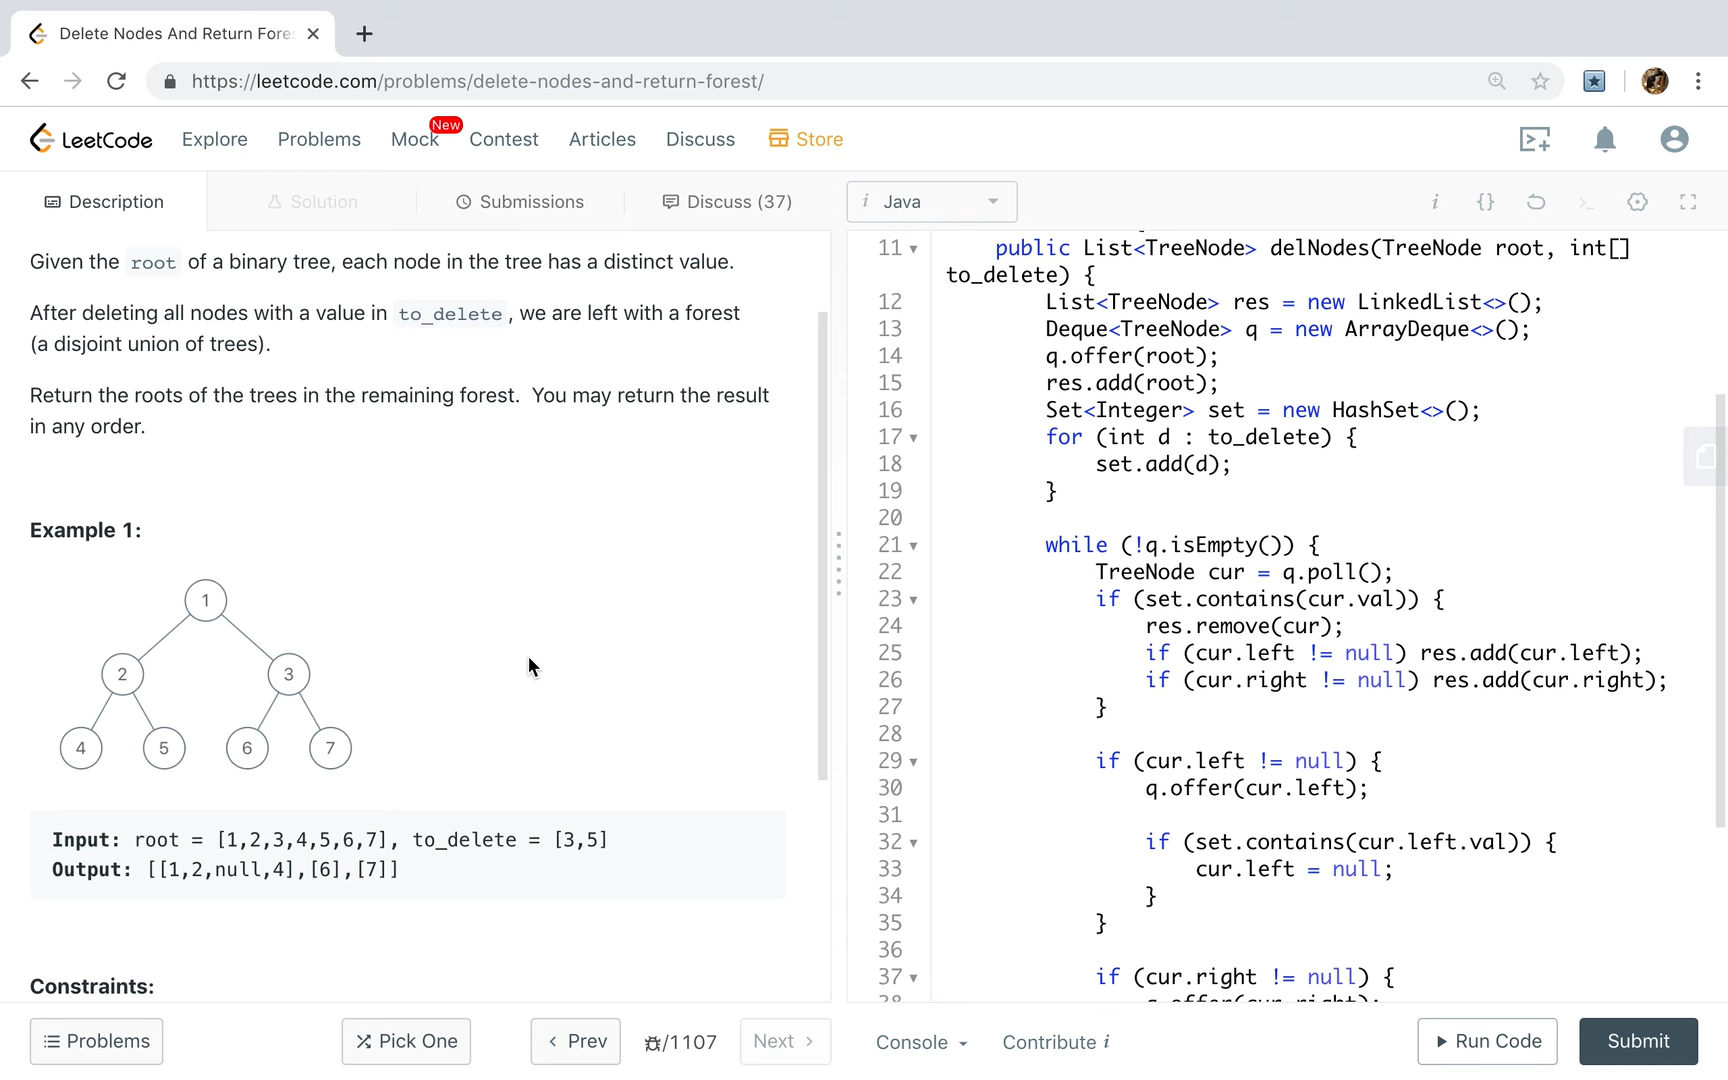 Delete Nodes And Return Fore
https://leetcode.com/problems/delete-nodes-and-return-forest/
LeetCode
Explore
Problems
Mock
New
Contest
Articles
Discuss
Store
Description
Solution
Submissions
Discuss (37)
i Java
Given the root of a binary tree, each node in the tree has a distinct value.
After deleting all nodes with a value in to_delete, we are left with a forest
(a disjoint union of trees).
Return the roots of the trees in the remaining forest. You may return the result
in any order.
Example 1:
1
2 3
4 5 6 7
Input: root = [1,2,3,4,5,6,7], to_delete = [3,5]
Output: [[1,2,null,4],[6],[7]]
Constraints:
11 public List<TreeNode> delNodes(TreeNode root, int[]
to_delete) {
12 List<TreeNode> res = new LinkedList<>();
13 Deque<TreeNode> q = new ArrayDeque<>();
14 q.offer(root);
15 res.add(root);
16 Set<Integer> set = new HashSet<>();
17 for (int d : to_delete) {
18 set.add(d);
19 }
20
21 while (!q.isEmpty()) {
22 TreeNode cur = q.poll();
23 if (set.contains(cur.val)) {
24 res.remove(cur);
25 if (cur.left != null) res.add(cur.left);
26 if (cur.right != null) res.add(cur.right);
27 }
28
29 if (cur.left != null) {
30 q.offer(cur.left);
31
32 if (set.contains(cur.left.val)) {
33 cur.left = null;
34 }
35 }
36
37 if (cur.right != null) {
38 q.offer(cur.right);
Problems
Pick One
Prev
/1107
Next
Console
Contribute i
Run Code
Submit